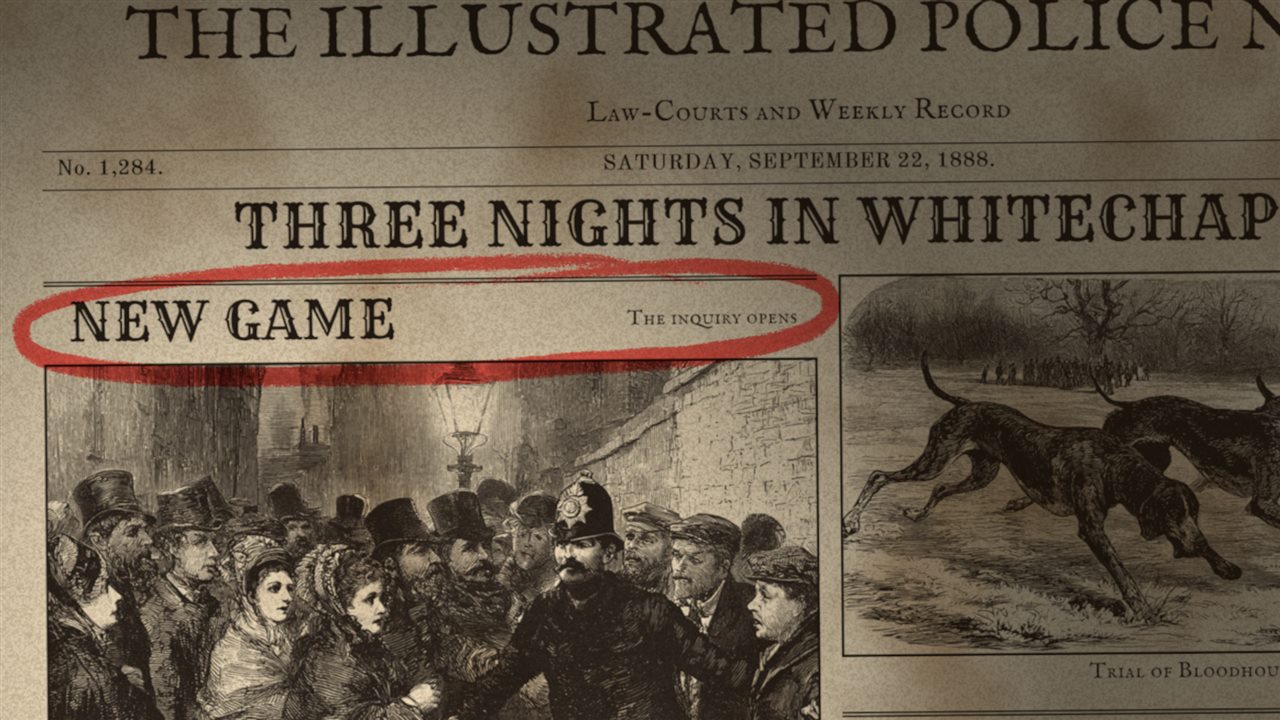 THE ILLUSTRATED POLICE N
Law-Courts and Weekly Record
No. 1,284.
SATURDAY, SEPTEMBER 22, 1888.
THREE NIGHTS IN WHITECHAP
NEW GAME
The inquiry opens
Trial of Bloodhou